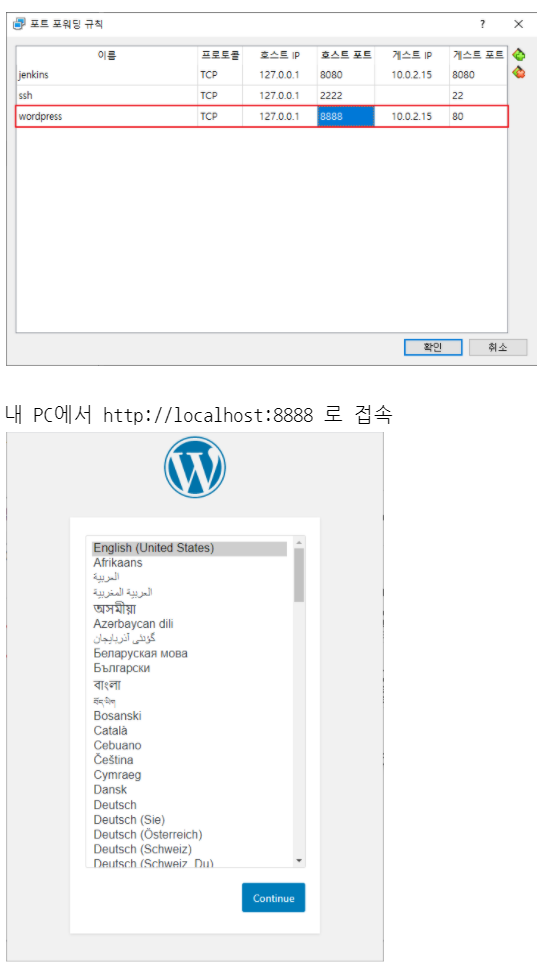 포트 포워딩 규칙
이름 프로토콜 호스트 IP 호스트 포트 게스트 IP 게스트 포트
jenkins TCP 127.0.0.1 8080 10.0.2.15 8080
ssh TCP 127.0.0.1 2222 22
wordpress TCP 127.0.0.1 8888 10.0.2.15 80
확인 취소
내 PC에서 http://localhost:8888 로 접속
English (United States)
Afrikaans
العربية
العربية المغربية
অসমীয়া
Azərbaycan dili
گؤنئی آذربایجان
Беларуская мова
Български
বাংলা
བོད་ཡིག
Bosanski
Català
Cebuano
Čeština
Cymraeg
Dansk
Deutsch
Deutsch (Sie)
Deutsch (Österreich)
Deutsch (Schweiz)
Deutsch (Schweiz, Du)
Continue